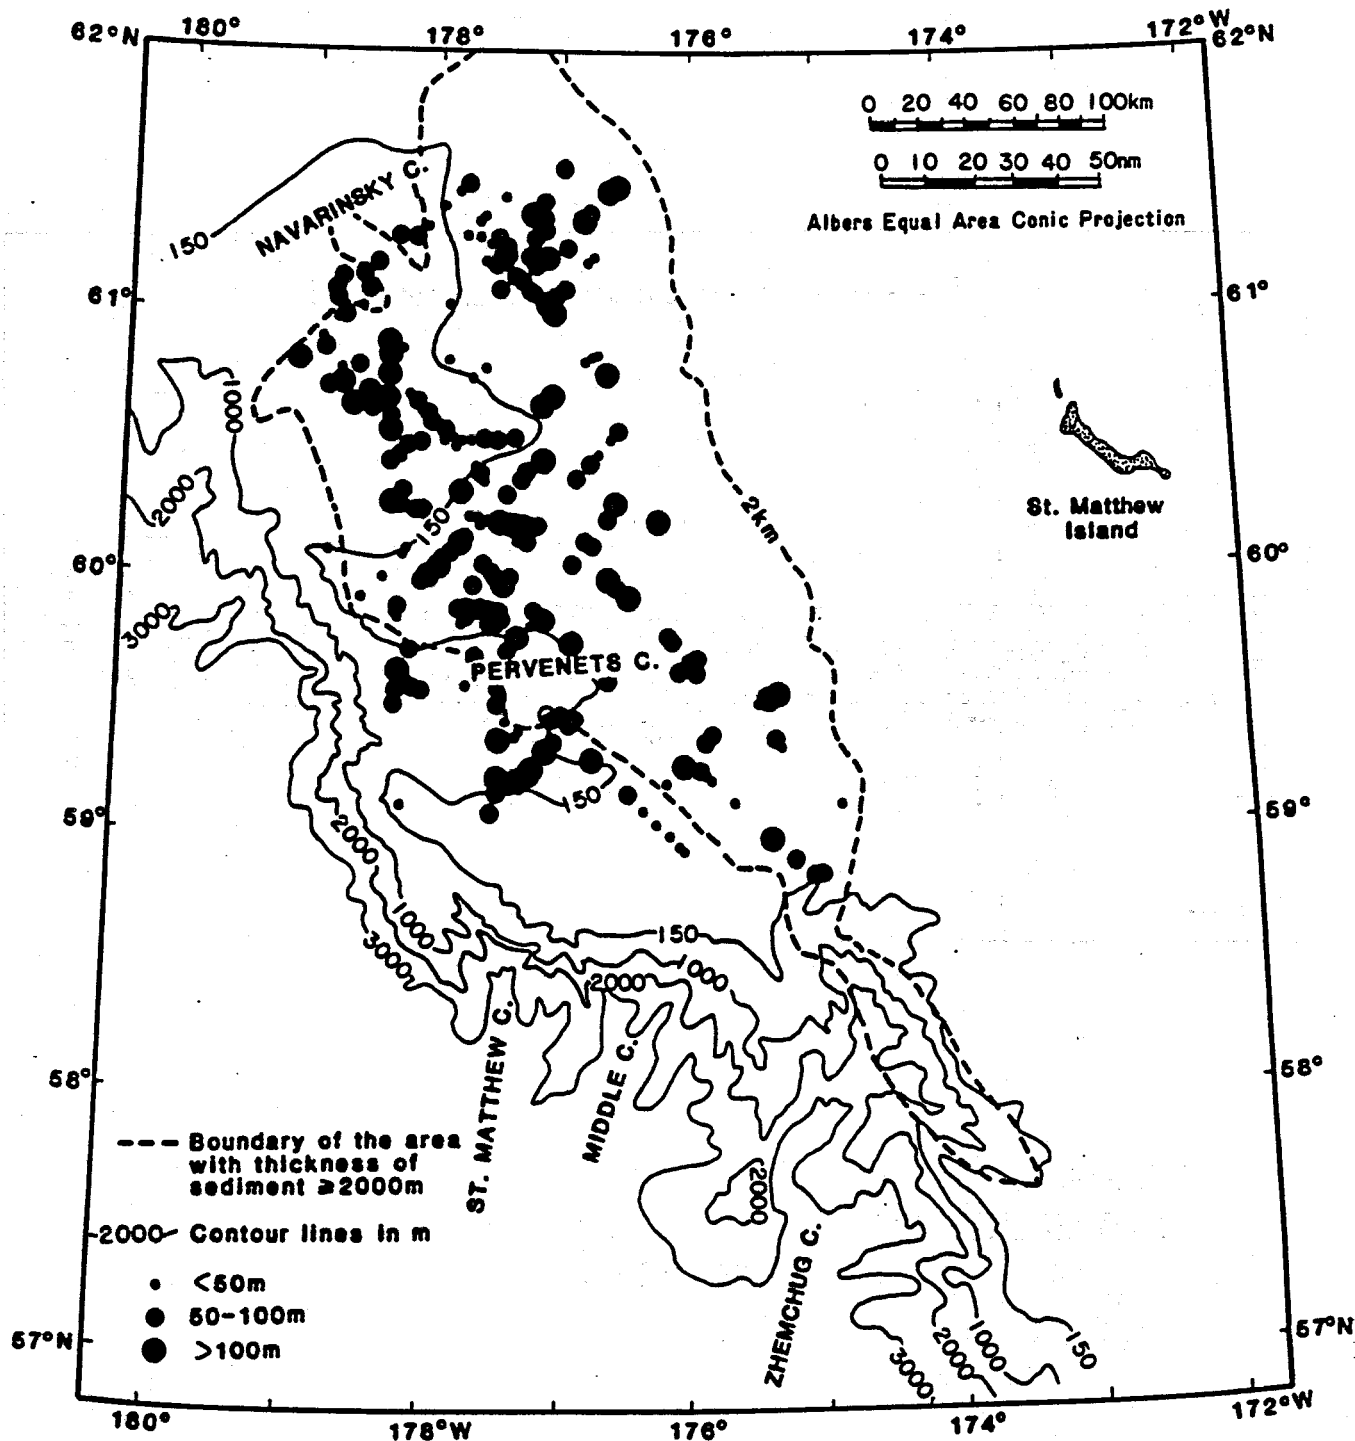 62°N 180° 178° 176° 174° 172°W 62°N
0 20 40 60 80 100km
0 10 20 30 40 50nm
Albers Equal Area Conic Projection
NAVARINSKY C.
150
61° 61°
1000
2000
St. Matthew
Island
2km
150
60° 60°
3000
PERVENETS C.
150
59° 59°
2000
1000
3000
150
1000
2000
58° 58°
ST. MATTHEW C.
MIDDLE C.
2000
ZHEMCHUG C.
Boundary of the area
with thickness of
sediment ≥2000m
2000 Contour lines in m
<50m
50-100m
>100m
57°N 57°N
3000
2000
1000
150
180° 178°W 176° 174° 172°W